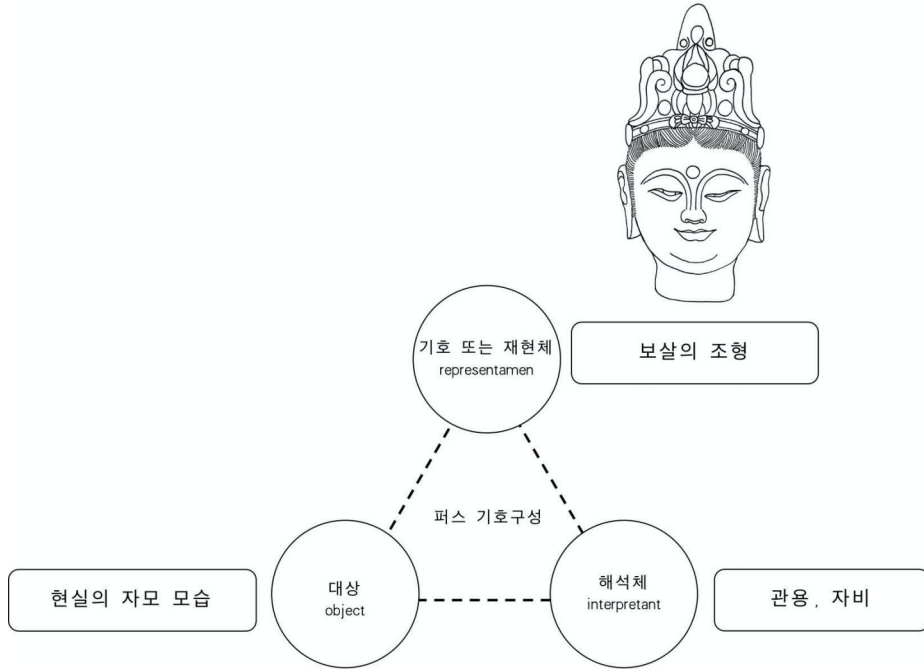 기호 또는 재현체
representamen
보살의 조형
퍼스 기호구성
현실의 자모 모습
대상
object
해석체
interpretant
관용, 자비